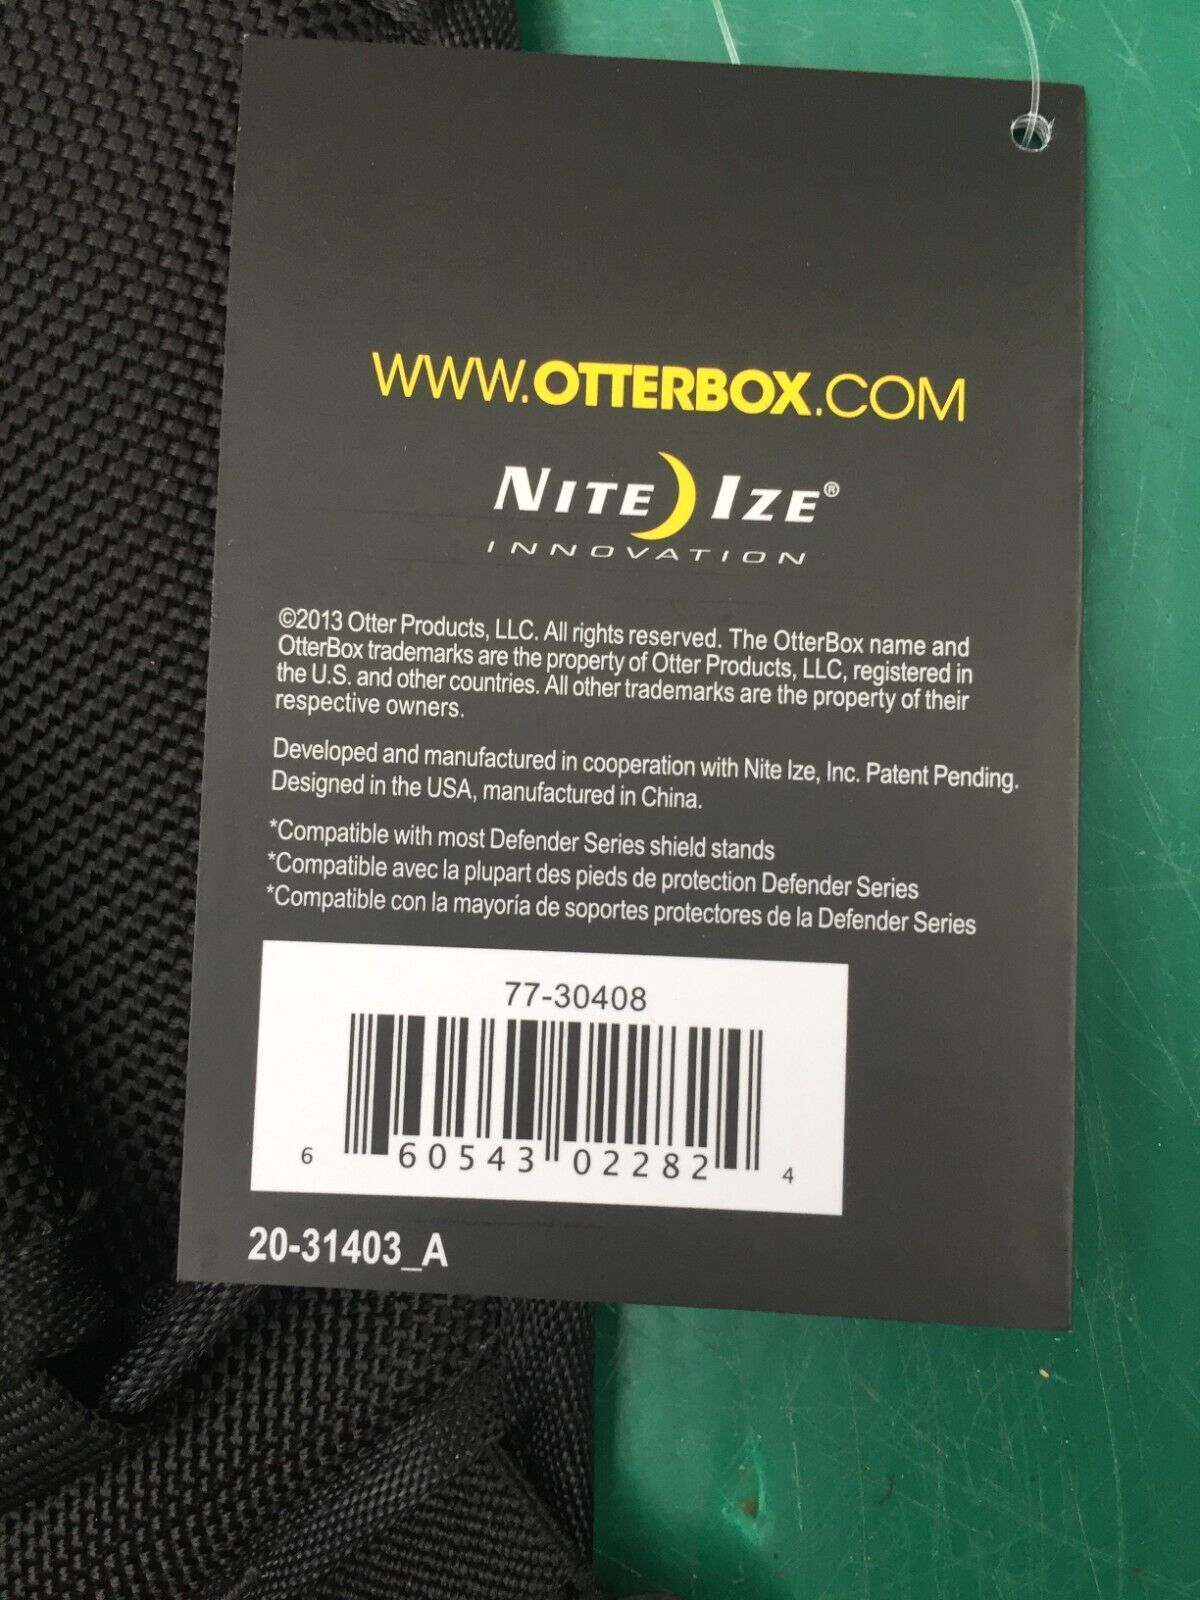 WWW.OTTERBOX.COM
NITE IZE®
INNOVATION
©2013 Otter Products, LLC. All rights reserved. The OtterBox name and
OtterBox trademarks are the property of Otter Products, LLC, registered in
the U.S. and other countries. All other trademarks are the property of their
respective owners.
Developed and manufactured in cooperation with Nite Ize, Inc. Patent Pending.
Designed in the USA, manufactured in China.
*Compatible with most Defender Series shield stands
*Compatible avec la plupart des pieds de protection Defender Series
*Compatible con la mayoría de soportes protectores de la Defender Series
77-30408
6 60543 02282 4
20-31403_A